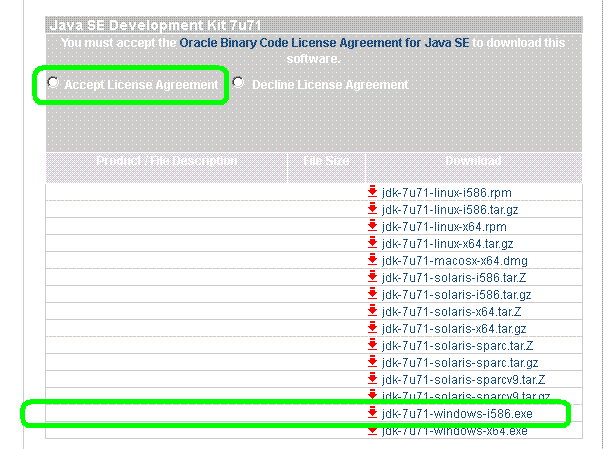 Java SE Development Kit 7u71
You must accept the Oracle Binary Code License Agreement for Java SE to download this
software.
Accept License Agreement Decline License Agreement
Product / File Description File Size Download
jdk-7u71-linux-i586.rpm
jdk-7u71-linux-i586.tar.gz
jdk-7u71-linux-x64.rpm
jdk-7u71-linux-x64.tar.gz
jdk-7u71-macosx-x64.dmg
jdk-7u71-solaris-i586.tar.Z
jdk-7u71-solaris-i586.tar.gz
jdk-7u71-solaris-x64.tar.Z
jdk-7u71-solaris-x64.tar.gz
jdk-7u71-solaris-sparc.tar.Z
jdk-7u71-solaris-sparc.tar.gz
jdk-7u71-solaris-sparcv9.tar.Z
jdk-7u71-solaris-sparcv9.tar.gz
jdk-7u71-windows-i586.exe
jdk-7u71-windows-x64.exe